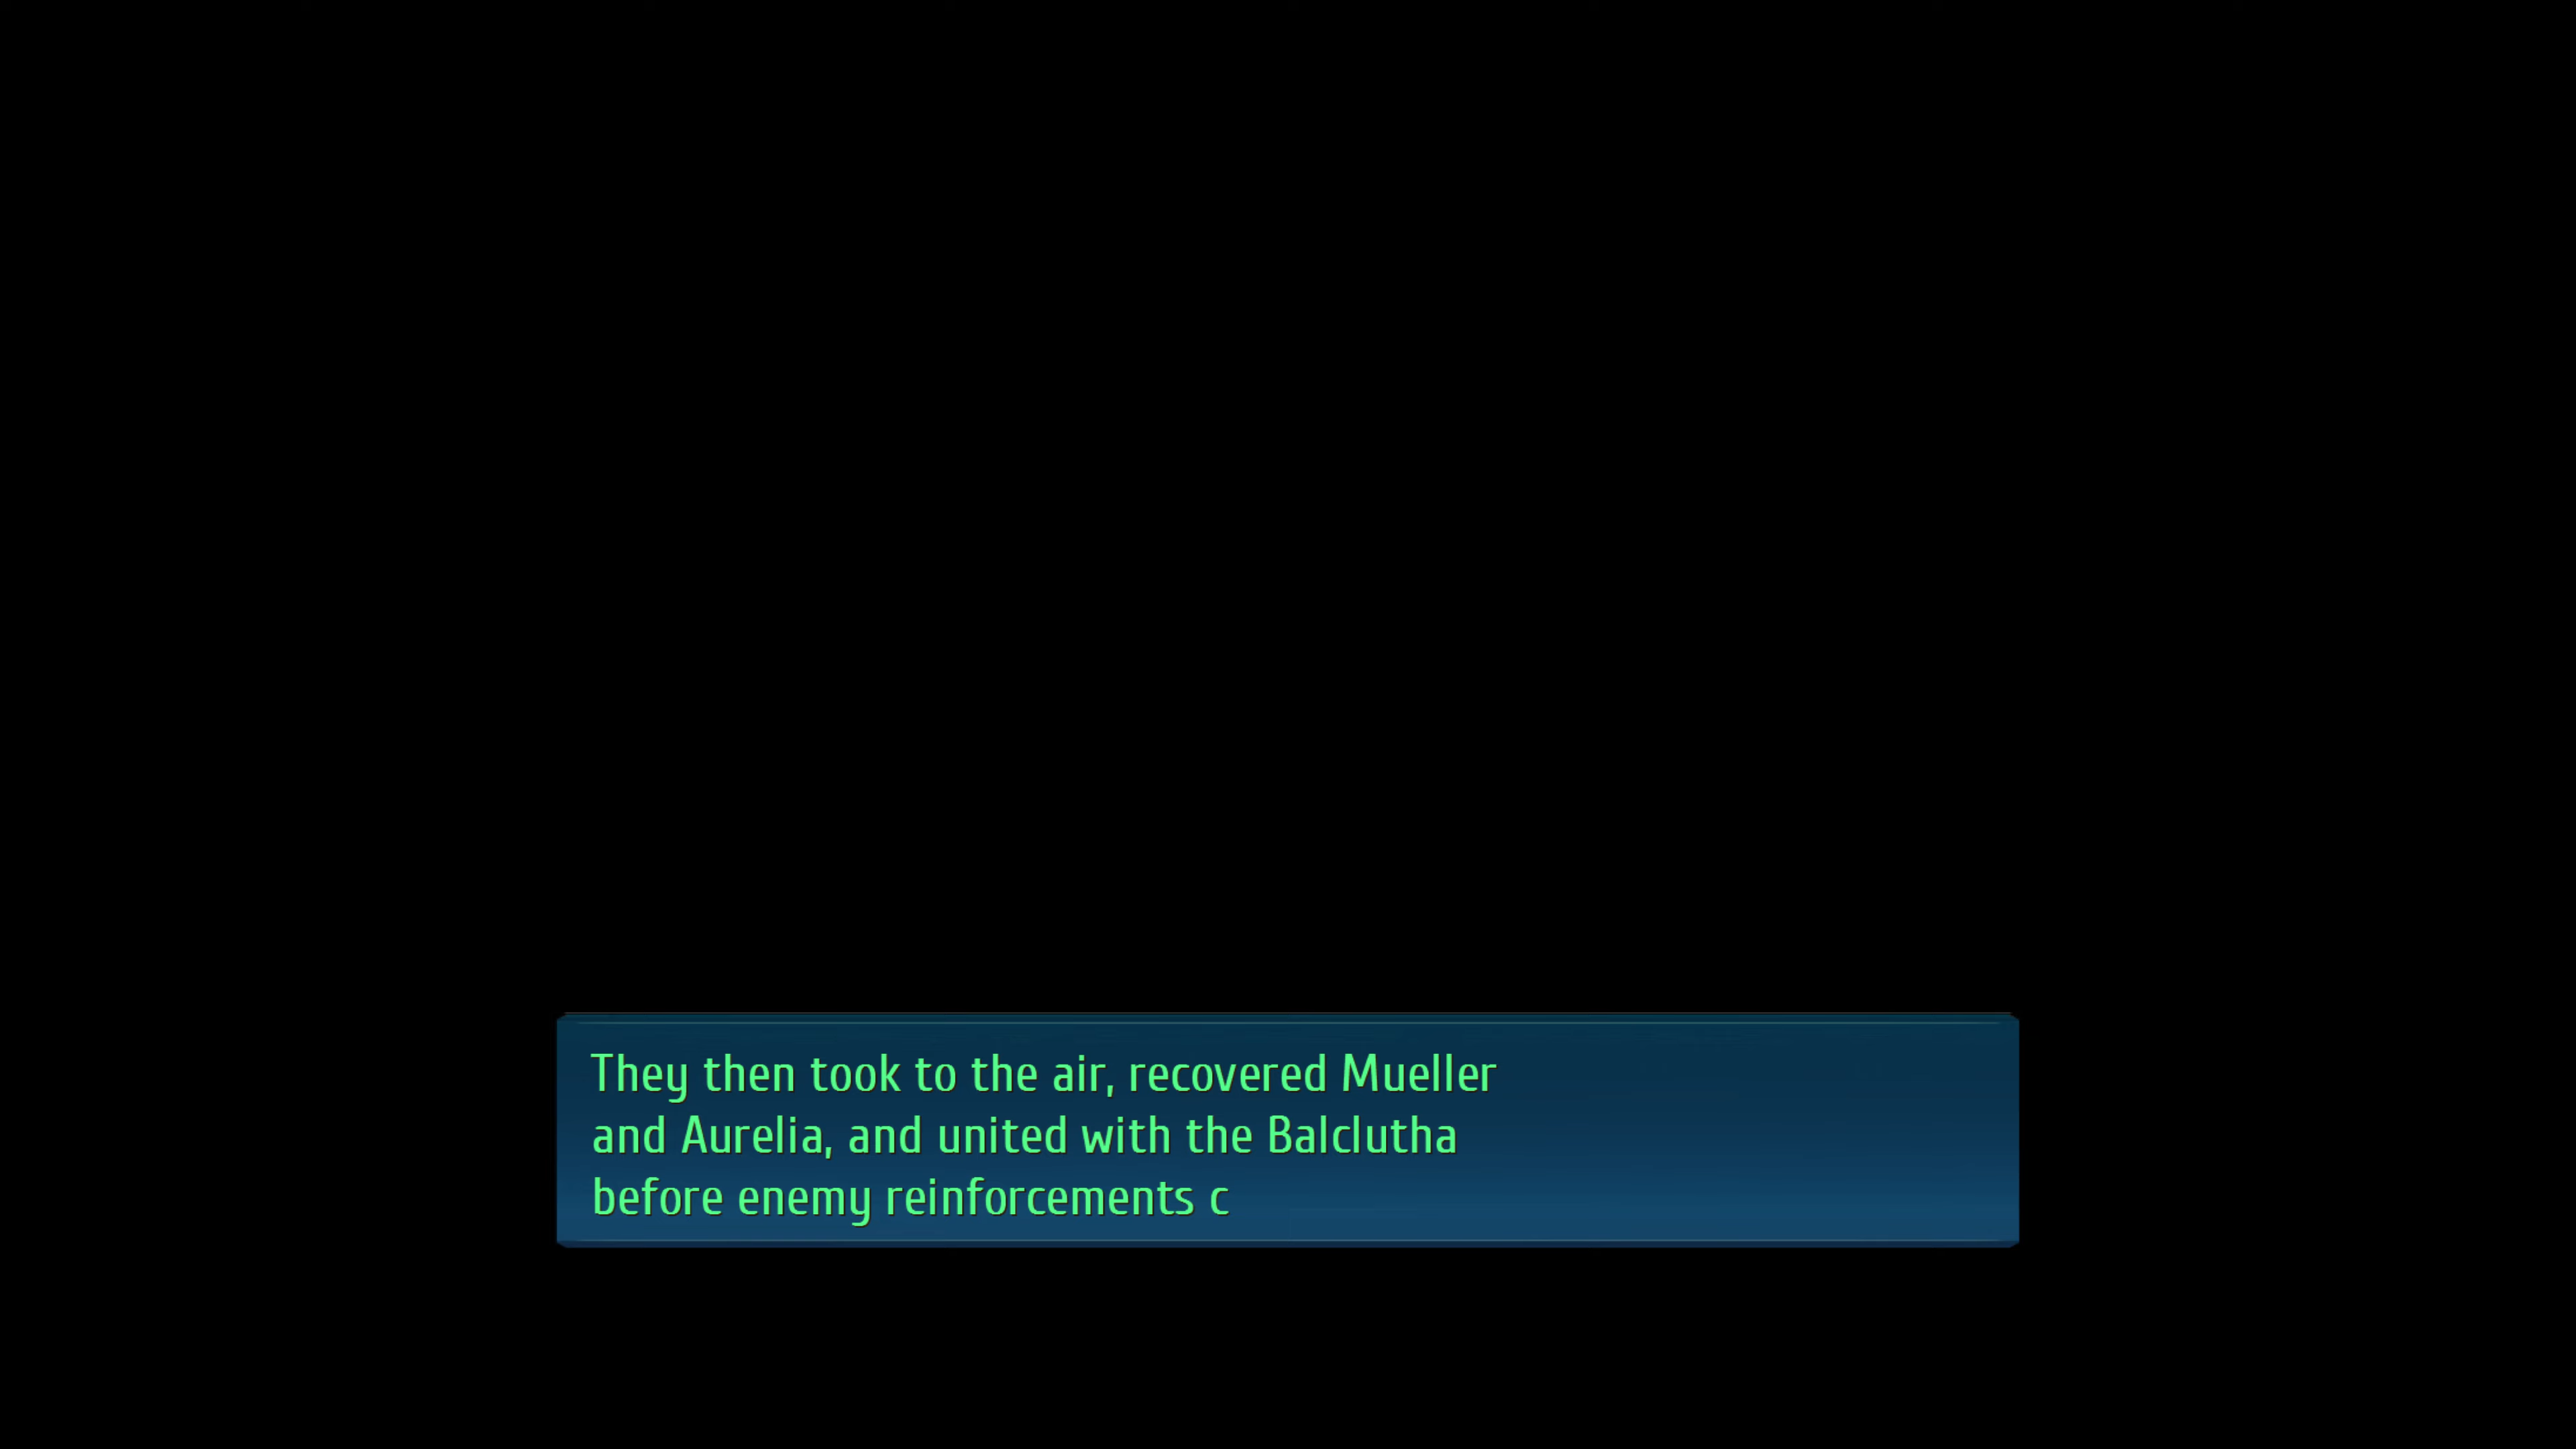 They then took to the air, recovered Mueller
and Aurelia, and united with the Balclutha
before enemy reinforcements c